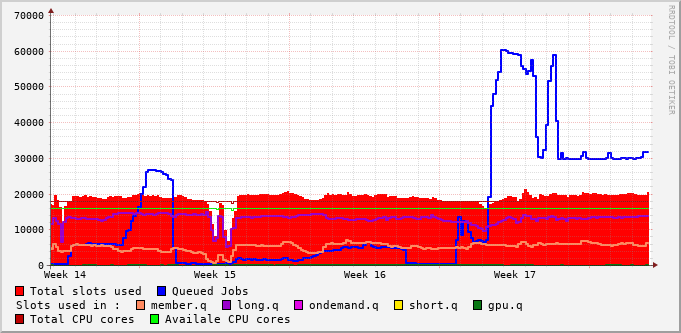 70000
60000
50000
40000
30000
20000
10000
0
Week 14 Week 15 Week 16 Week 17
Total slots used Queued Jobs
Slots used in : member.q long.q ondemand.q short.q gpu.q
Total CPU cores Availale CPU cores
RRDTOOL / TOBI OETIKER